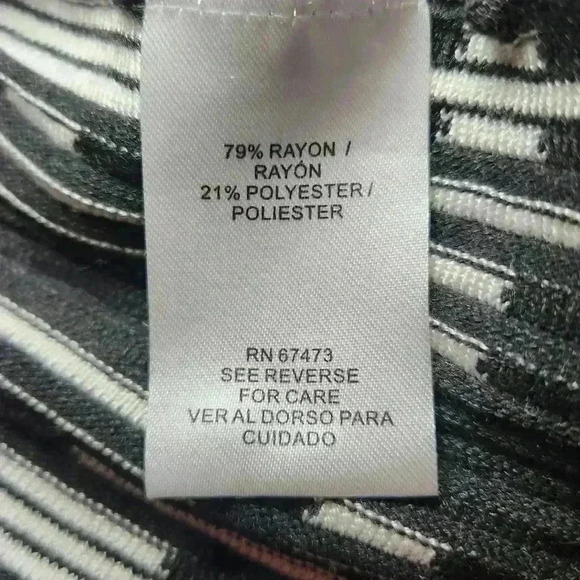 79% RAYON /
RAYÓN
21% POLYESTER /
POLIESTER
RN 67473
SEE REVERSE
FOR CARE
VER AL DORSO PARA
CUIDADO